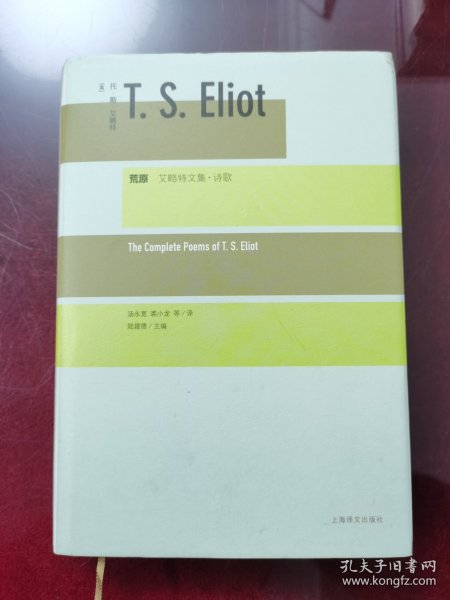 [英] 托·斯·艾略特
T. S. Eliot
荒原 艾略特文集·诗歌
The Complete Poems of T. S. Eliot
汤永宽 裘小龙 等/译
陆建德/主编
上海译文出版社
孔夫子旧书网
www.kongfz.com